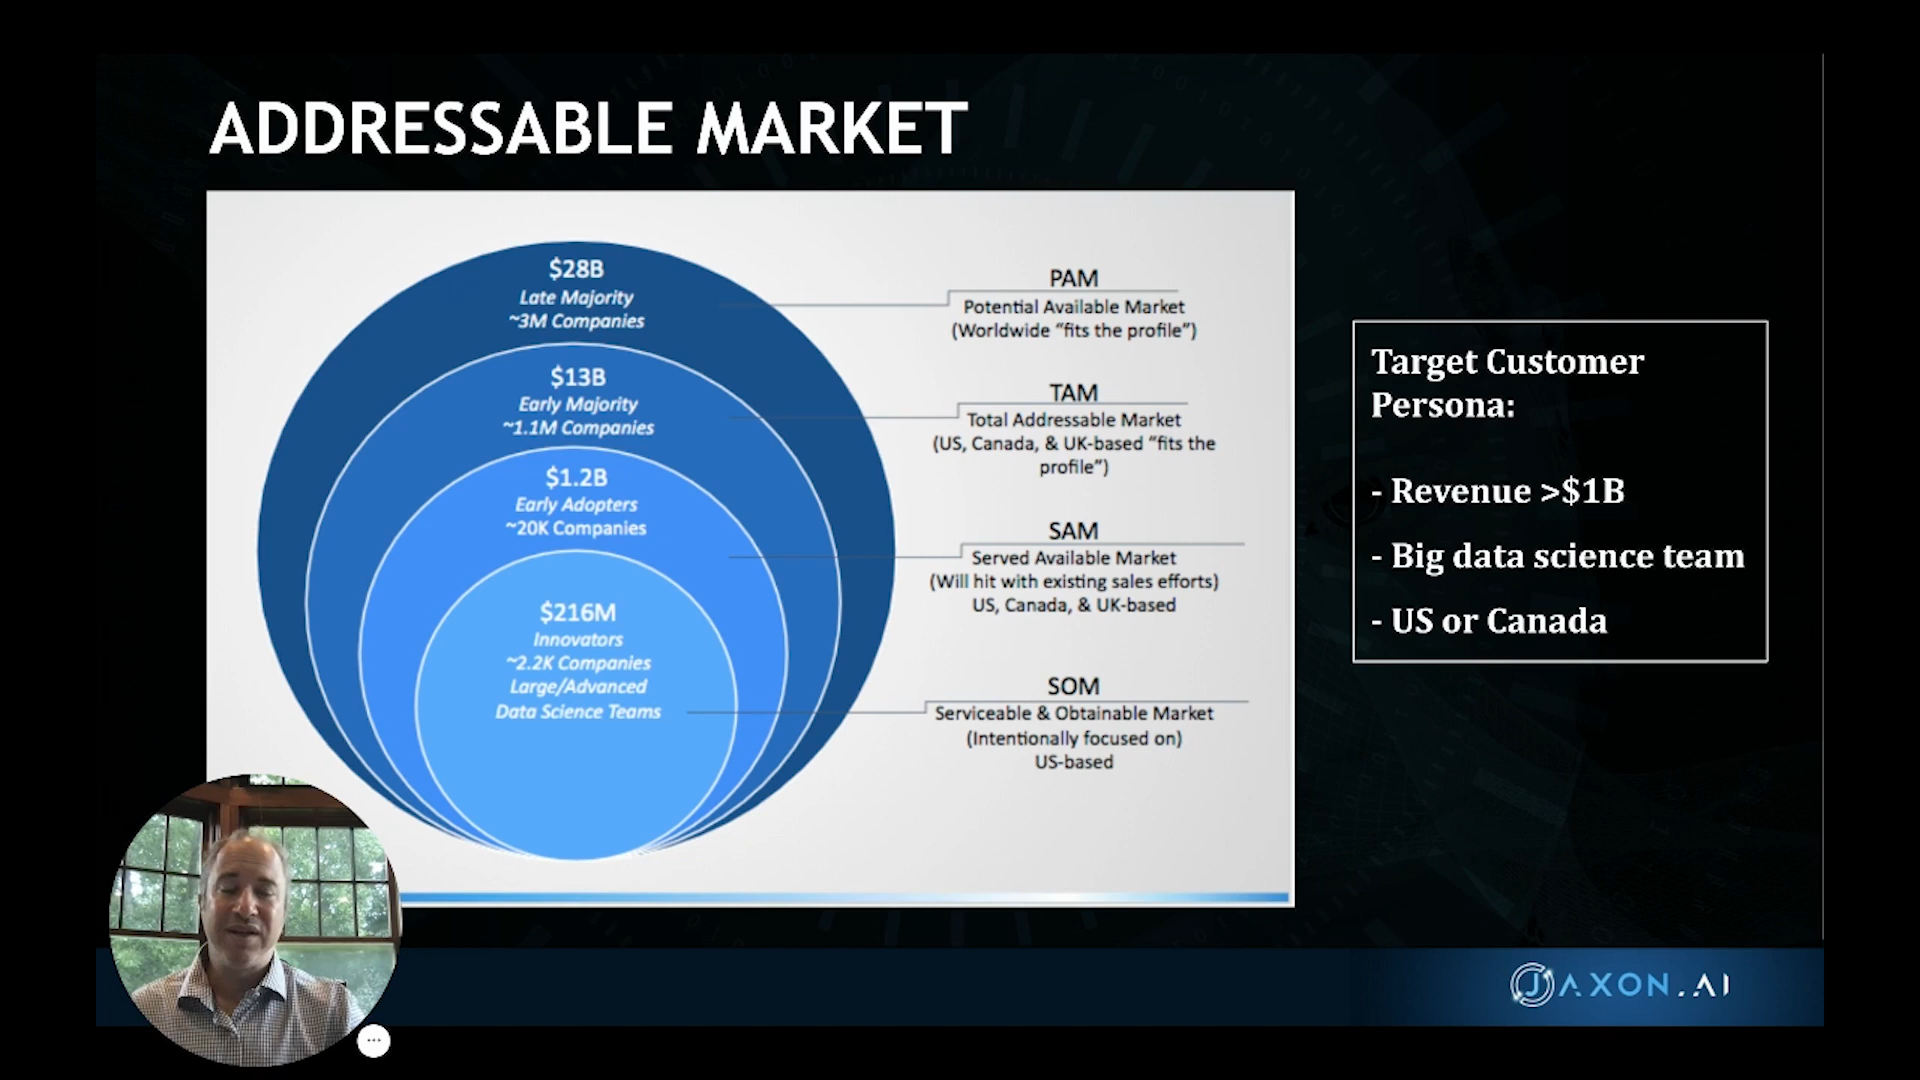 ADDRESSABLE MARKET
$28B
Late Majority
~3M Companies
$13B
Early Majority
~1.1M Companies
$1.2B
Early Adopters
~20K Companies
$216M
Innovators
~2.2K Companies
Large/Advanced
Data Science Teams
PAM
Potential Available Market
(Worldwide “fits the profile”)
TAM
Total Addressable Market
(US, Canada, & UK-based “fits the
profile”)
SAM
Served Available Market
(Will hit with existing sales efforts)
US, Canada, & UK-based
SOM
Serviceable & Obtainable Market
(Intentionally focused on)
US-based
Target Customer
Persona:
- Revenue >$1B
- Big data science team
- US or Canada
JAXON.AI